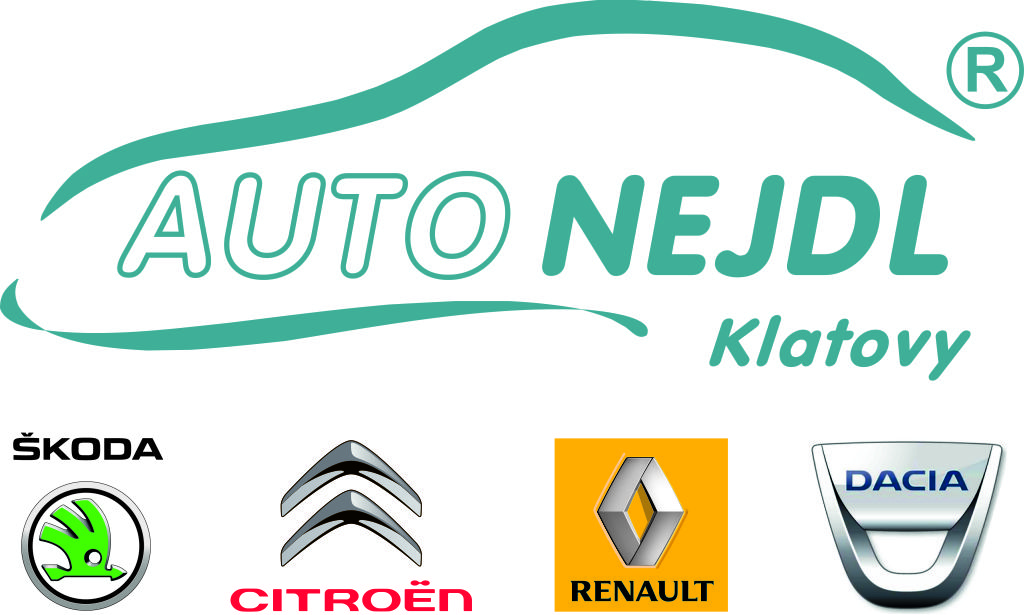 ®
AUTO NEJDL
Klatovy
ŠKODA
CITROËN
RENAULT
DACIA